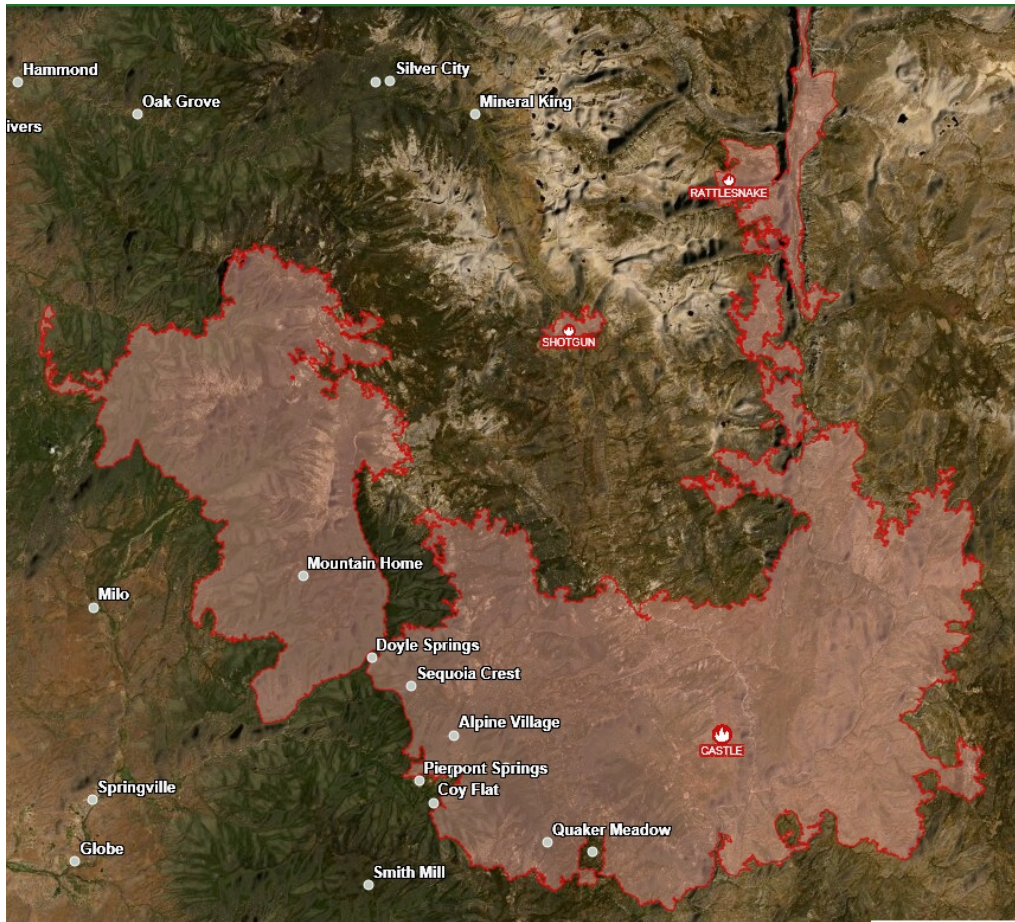 Hammond
Silver City
Oak Grove
Mineral King
ivers
RATTLESNAKE
SHOTGUN
Mountain Home
Milo
Doyle Springs
Sequoia Crest
Alpine Village
CASTLE
Pierpont Springs
Springville
Coy Flat
Quaker Meadow
Globe
Smith Mill